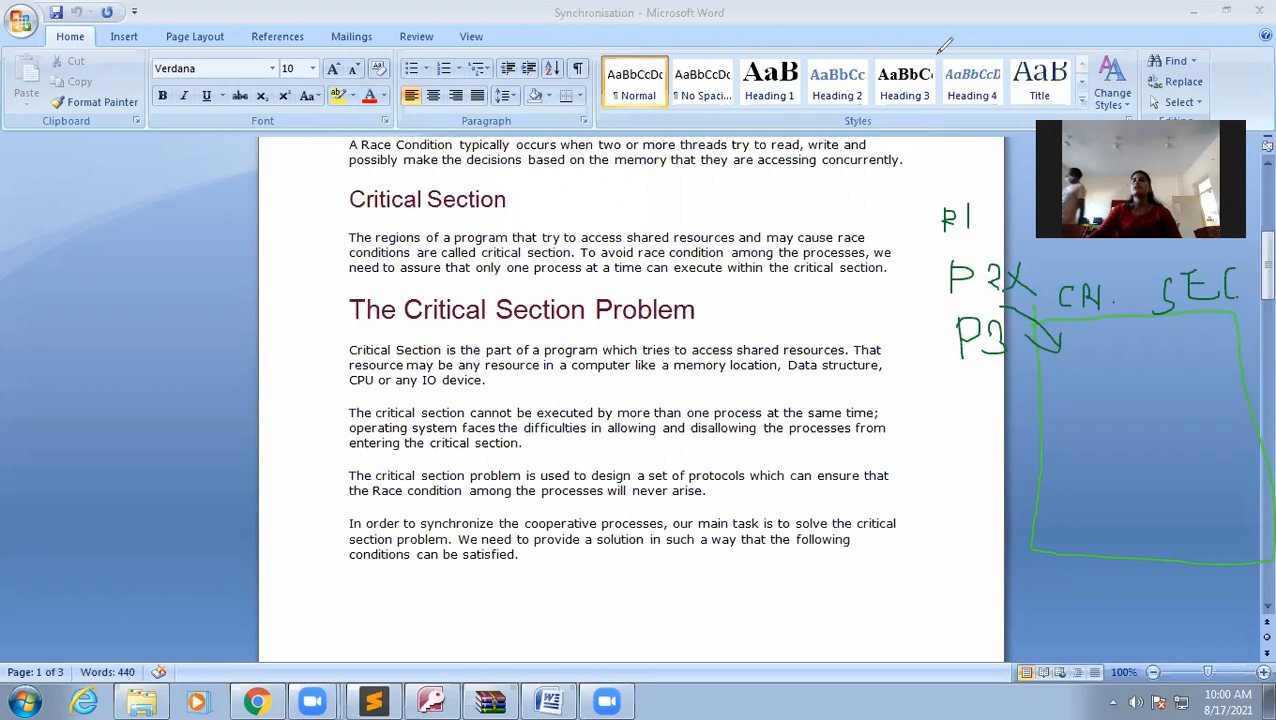 Synchronisation - Microsoft Word
Home Insert Page Layout References Mailings Review View
Cut
Copy
Format Painter
Paste
Clipboard
Verdana 10
B I U abc X₂ X² Aa
Font
Paragraph
AaBbCcDc AaBbCcDc AaB AaBbCc AaBbCc AaBbCcD AaB
¶ Normal ¶ No Spaci... Heading 1 Heading 2 Heading 3 Heading 4 Title
Styles
Change Styles
Find
Replace
Select
Editing
A Race Condition typically occurs when two or more threads try to read, write and
possibly make the decisions based on the memory that they are accessing concurrently.
Critical Section
The regions of a program that try to access shared resources and may cause race
conditions are called critical section. To avoid race condition among the processes, we
need to assure that only one process at a time can execute within the critical section.
The Critical Section Problem
Critical Section is the part of a program which tries to access shared resources. That
resource may be any resource in a computer like a memory location, Data structure,
CPU or any IO device.
The critical section cannot be executed by more than one process at the same time;
operating system faces the difficulties in allowing and disallowing the processes from
entering the critical section.
The critical section problem is used to design a set of protocols which can ensure that
the Race condition among the processes will never arise.
In order to synchronize the cooperative processes, our main task is to solve the critical
section problem. We need to provide a solution in such a way that the following
conditions can be satisfied.
P1
P2X
P3
SEC
Page: 1 of 3 Words: 440
100%
10:00 AM
8/17/2021